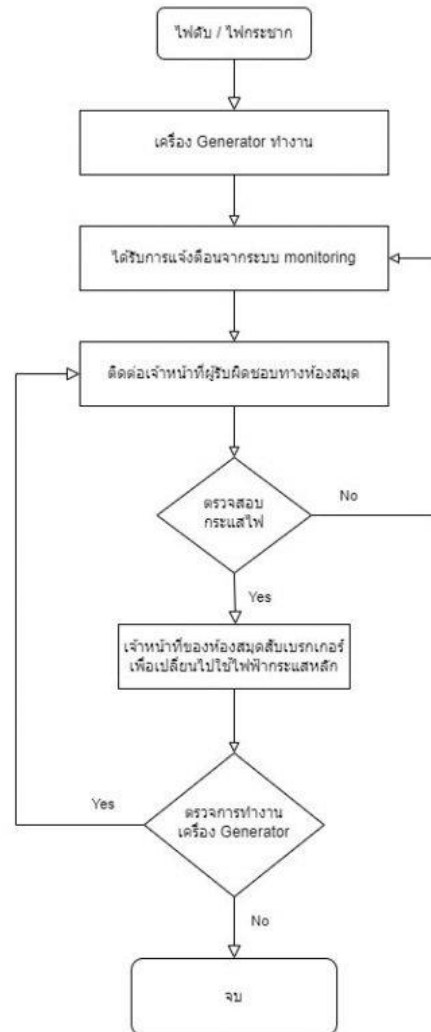 ไฟดับ / ไฟกระชาก
เครื่อง Generator ทำงาน
ได้รับการแจ้งตือนจากระบบ monitoring
ติดต่อเจ้าหน้าที่ผู้รับผิดชอบทางห้องสมุด
ตรวจสอบ
กระแสไฟ
No
Yes
เจ้าหน้าที่ของห้องสมุดสับเบรกเกอร์
เพื่อเปลี่ยนไปใช้ไฟฟ้ากระแสหลัก
Yes
ตรวจการทำงาน
เครื่อง Generator
No
จบ